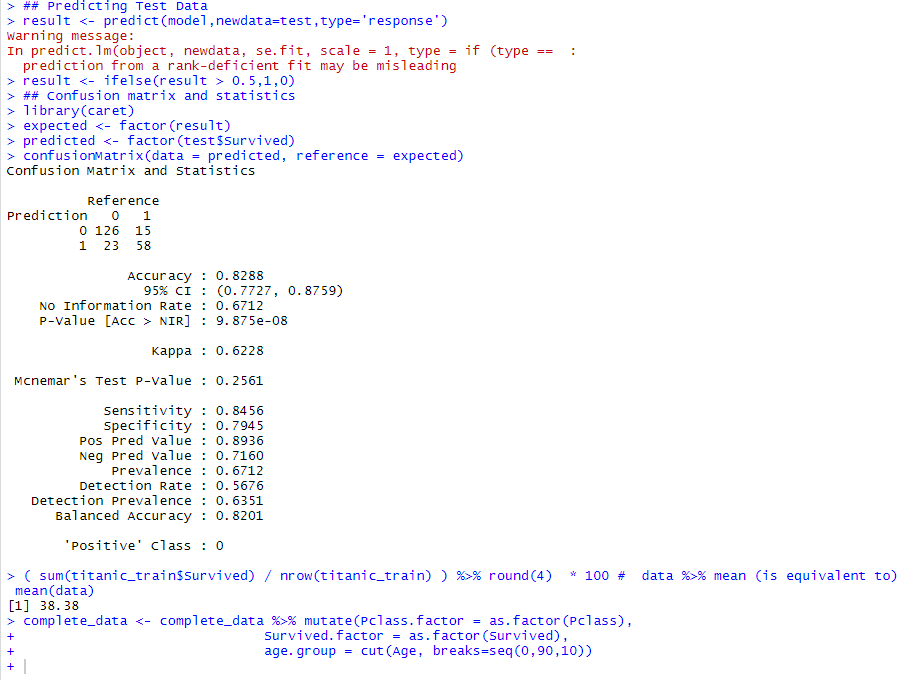 > ## Predicting Test Data
> result <- predict(model,newdata=test,type='response')
Warning message:
In predict.lm(object, newdata, se.fit, scale = 1, type = if (type ==  :
  prediction from a rank-deficient fit may be misleading
> result <- ifelse(result > 0.5,1,0)
> ## Confusion matrix and statistics
> library(caret)
> expected <- factor(result)
> predicted <- factor(test$Survived)
> confusionMatrix(data = predicted, reference = expected)
Confusion Matrix and Statistics

          Reference
Prediction   0   1
         0 126  15
         1  23  58

               Accuracy : 0.8288
                 95% CI : (0.7727, 0.8759)
    No Information Rate : 0.6712
    P-Value [Acc > NIR] : 9.875e-08

                  Kappa : 0.6228

 Mcnemar's Test P-Value : 0.2561

            Sensitivity : 0.8456
            Specificity : 0.7945
         Pos Pred Value : 0.8936
         Neg Pred Value : 0.7160
             Prevalence : 0.6712
         Detection Rate : 0.5676
   Detection Prevalence : 0.6351
      Balanced Accuracy : 0.8201

       'Positive' Class : 0

> ( sum(titanic_train$Survived) / nrow(titanic_train) ) %>% round(4)  * 100 #  data %>% mean (is equivalent to)
 mean(data)
[1] 38.38
> complete_data <- complete_data %>% mutate(Pclass.factor = as.factor(Pclass),
+                               Survived.factor = as.factor(Survived),
+                               age.group = cut(Age, breaks=seq(0,90,10))
+